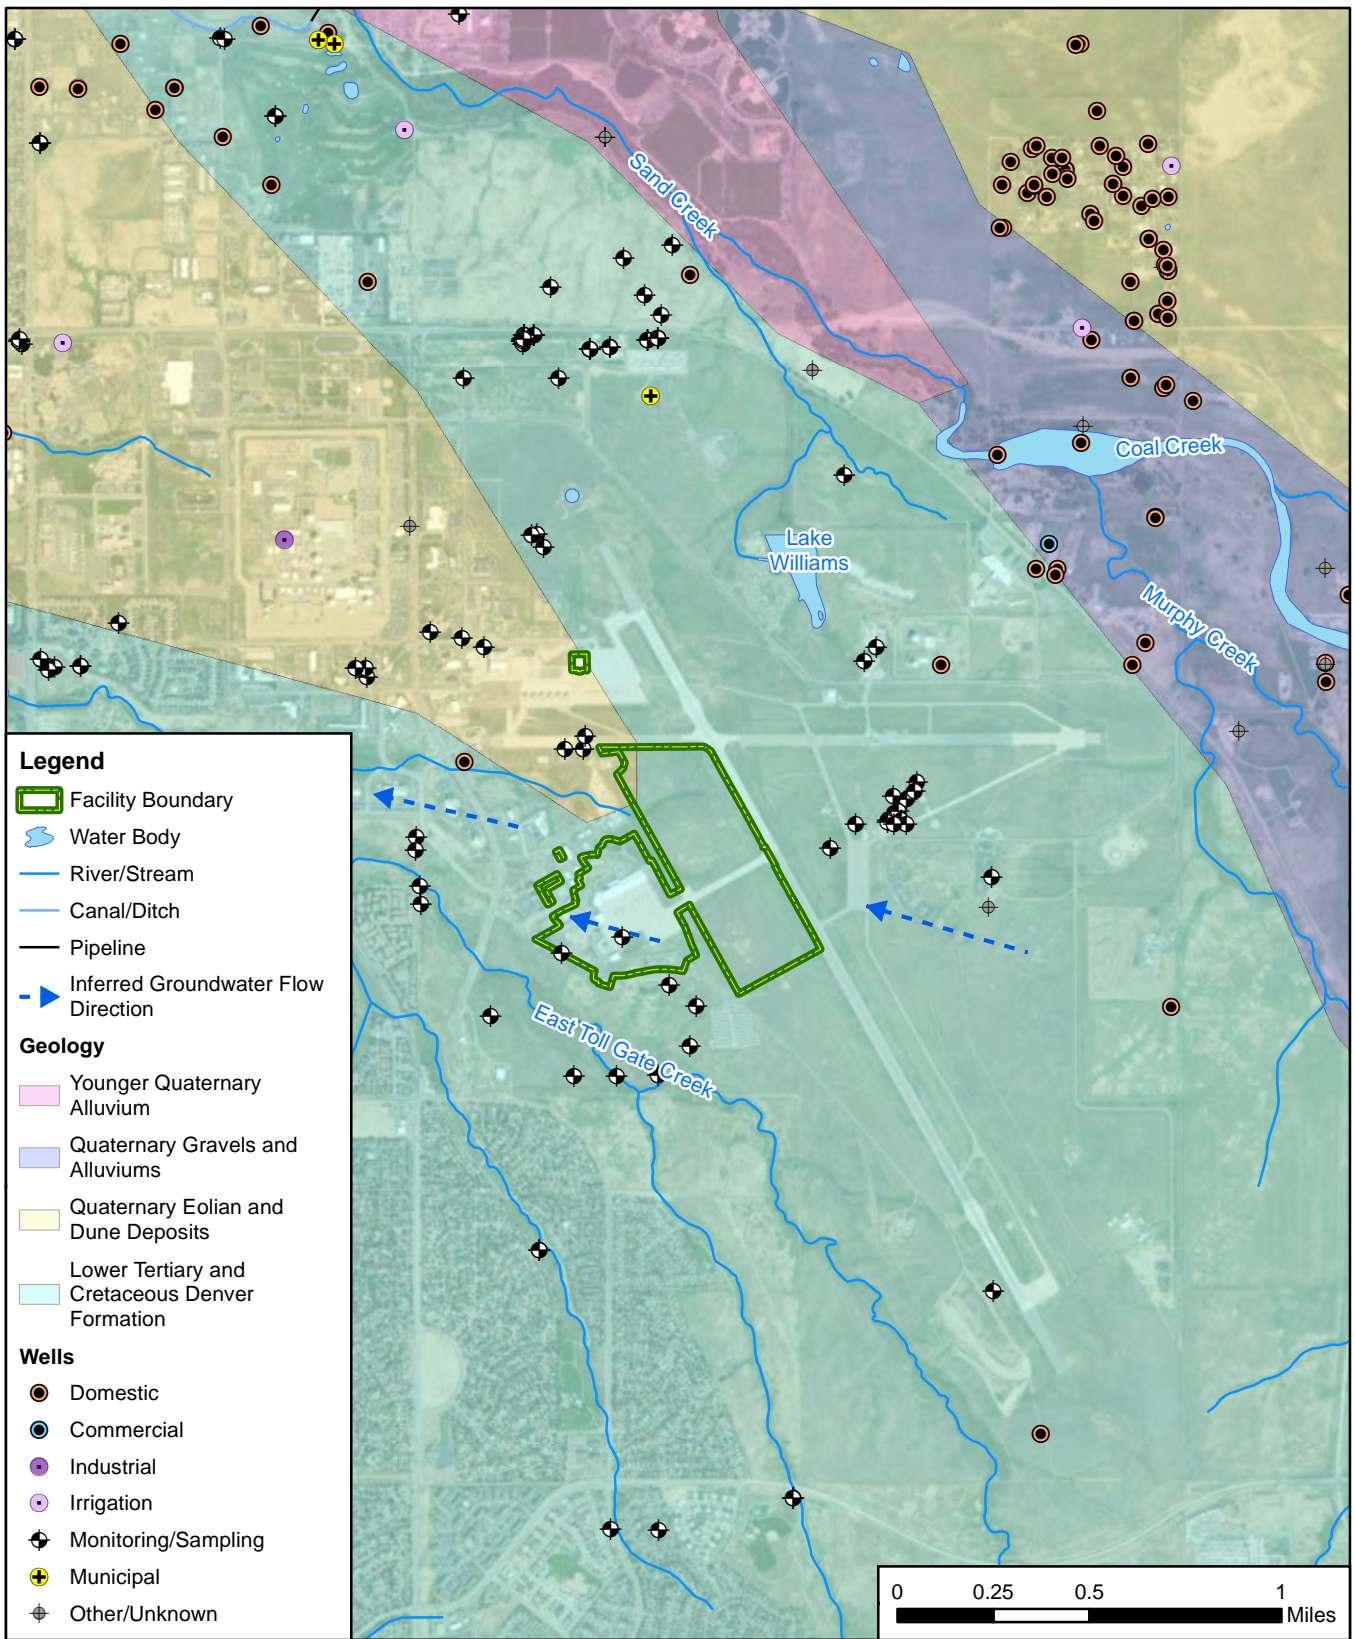 Sand Creek
Coal Creek
Lake
Williams
Murphy Creek
East Toll Gate Creek
Legend
Facility Boundary
Water Body
River/Stream
Canal/Ditch
Pipeline
Inferred Groundwater Flow
Direction
Geology
Younger Quaternary
Alluvium
Quaternary Gravels and
Alluviums
Quaternary Eolian and
Dune Deposits
Lower Tertiary and
Cretaceous Denver
Formation
Wells
Domestic
Commercial
Industrial
Irrigation
Monitoring/Sampling
Municipal
Other/Unknown
0 0.25 0.5 1
Miles